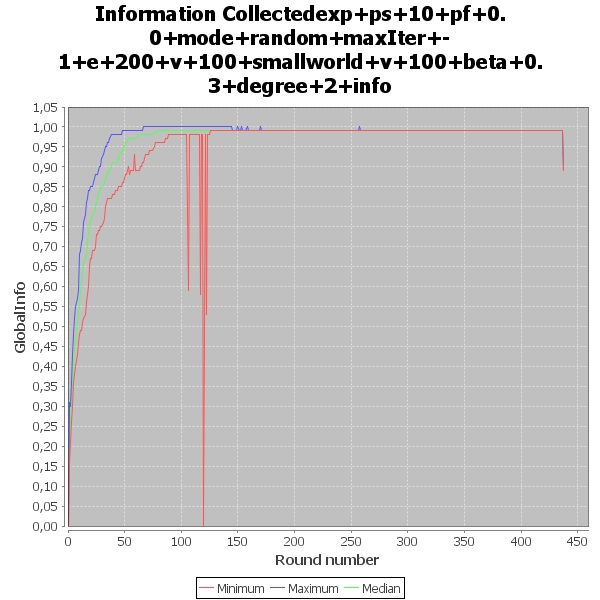 Information Collectedexp+ps+10+pf+0.
0+mode+random+maxIter+-
1+e+200+v+100+smallworld+v+100+beta+0.
3+degree+2+info
1,05
1,00
0,95
0,90
0,85
0,80
0,75
0,70
0,65
0,60
0,55
0,50
0,45
0,40
0,35
0,30
0,25
0,20
0,15
0,10
0,05
0,00
GlobalInfo
0 50 100 150 200 250 300 350 400 450
Round number
Minimum Maximum Median